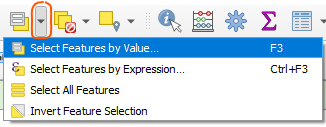 Select Features by Value... F3
Select Features by Expression... Ctrl+F3
Select All Features
Invert Feature Selection